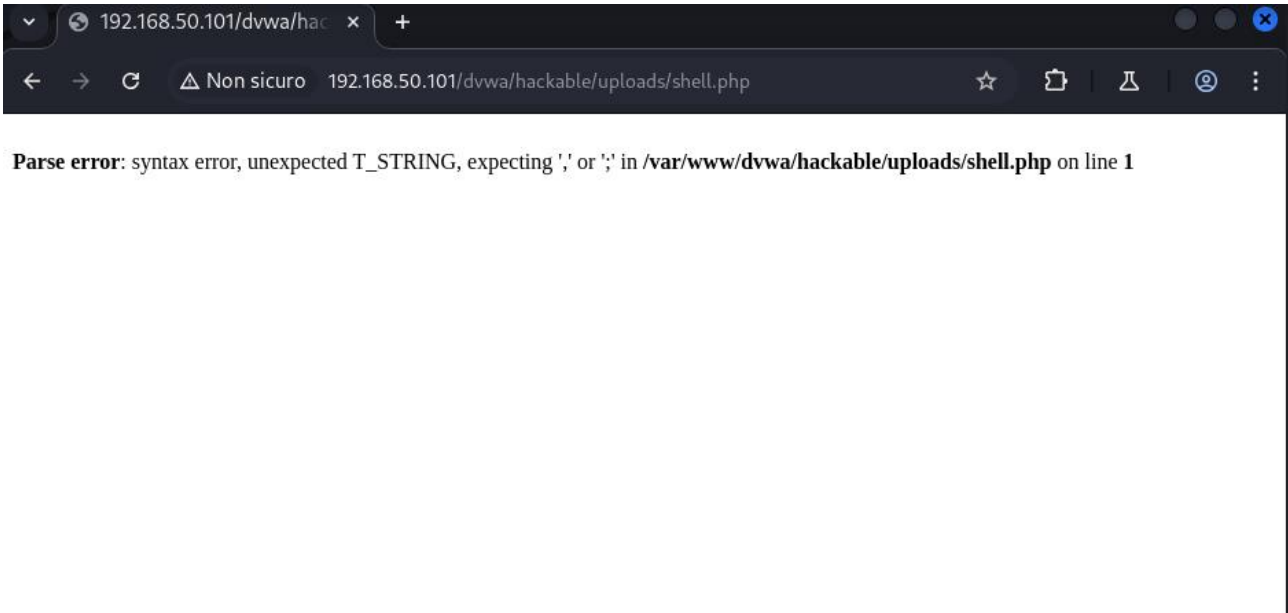 192.168.50.101/dvwa/hac
Non sicuro 192.168.50.101/dvwa/hackable/uploads/shell.php
Parse error: syntax error, unexpected T_STRING, expecting ',' or ';' in /var/www/dvwa/hackable/uploads/shell.php on line 1